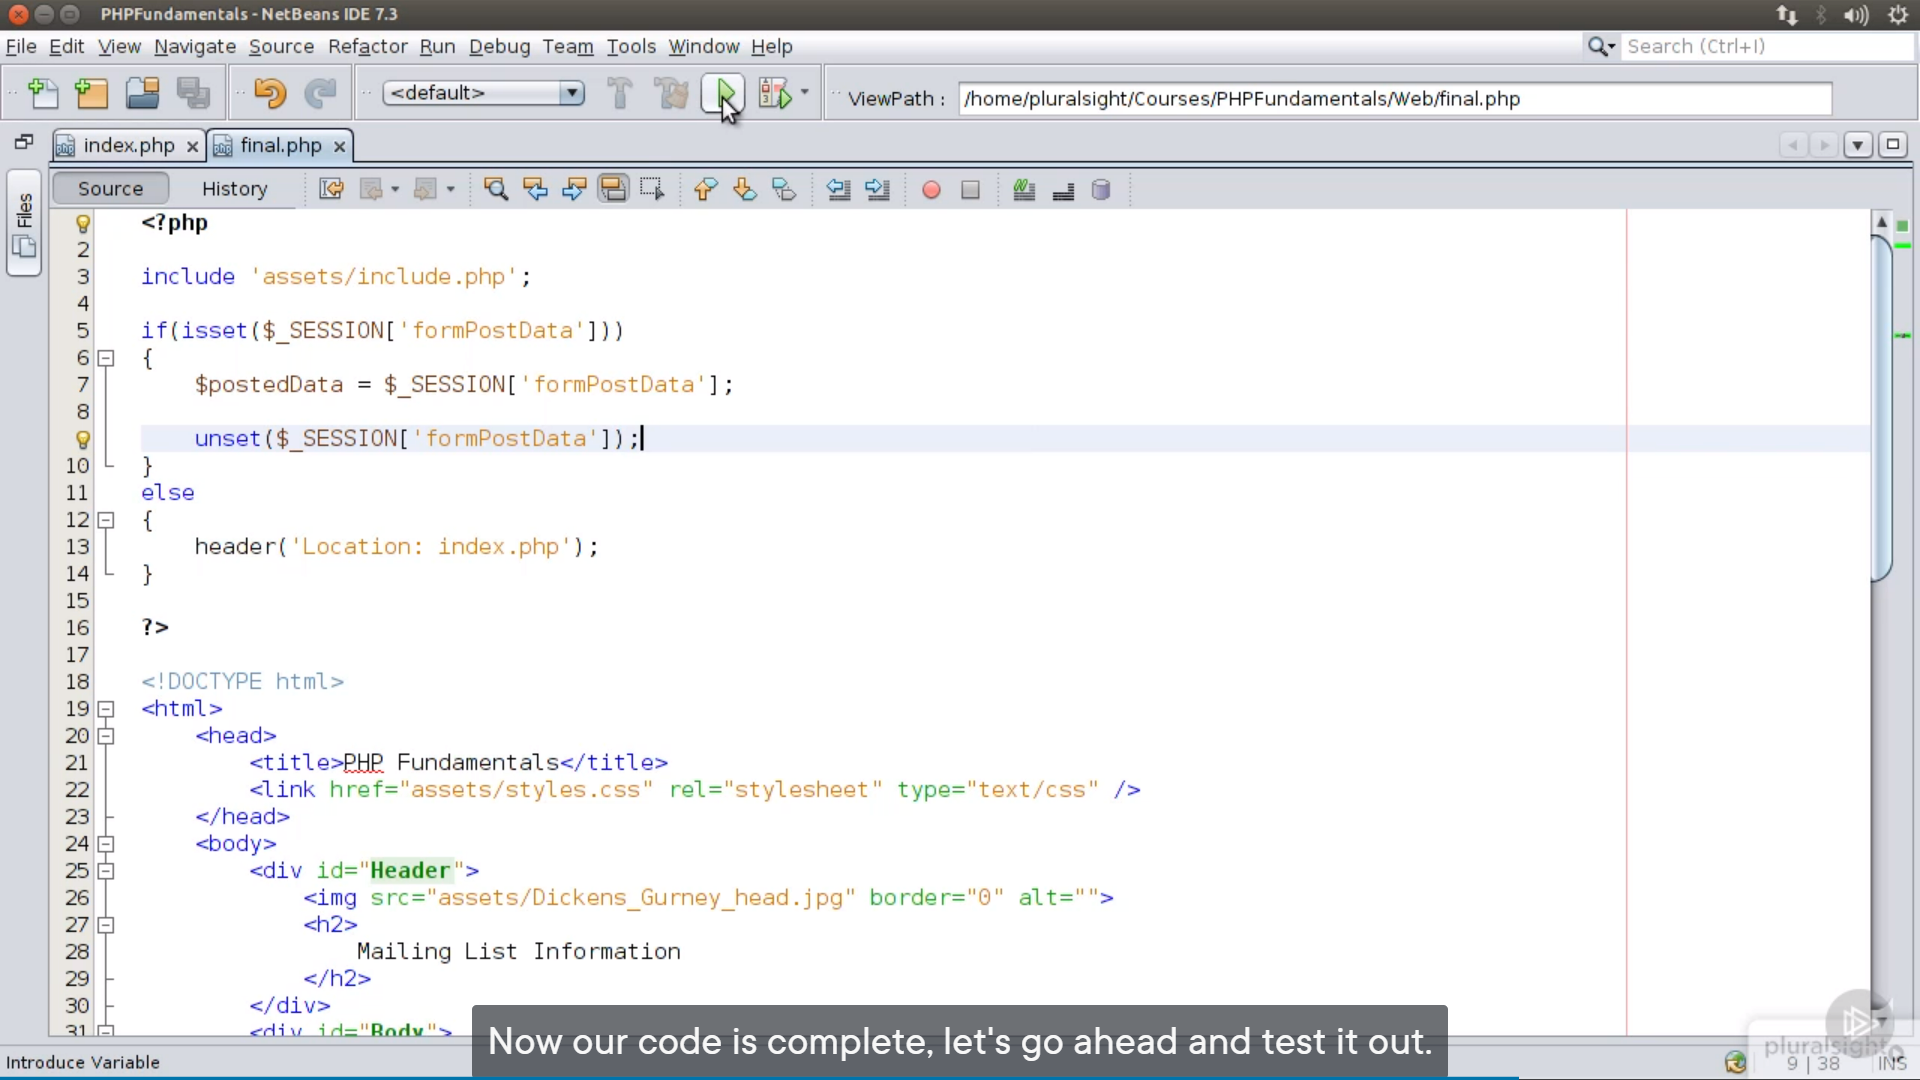 PHPFundamentals - NetBeans IDE 7.3
File Edit View Navigate Source Refactor Run Debug Team Tools Window Help
Search (Ctrl+I)
<default>
ViewPath : /home/pluralsight/Courses/PHPFundamentals/Web/final.php
index.php final.php
Source History
Files
<?php
2
3 include 'assets/include.php';
4
5 if(isset($_SESSION['formPostData']))
6 {
7 $postedData = $_SESSION['formPostData'];
8
unset($_SESSION['formPostData']);
10 }
11 else
12 {
13 header('Location: index.php');
14 }
15
16 ?>
17
18 <!DOCTYPE html>
19 <html>
20 <head>
21 <title>PHP Fundamentals</title>
22 <link href="assets/styles.css" rel="stylesheet" type="text/css" />
23 </head>
24 <body>
25 <div id="Header">
26 <img src="assets/Dickens_Gurney_head.jpg" border="0" alt="">
27 <h2>
28 Mailing List Information
29 </h2>
30 </div>
31 <div id="Body">
Now our code is complete, let's go ahead and test it out.
pluralsight
Introduce Variable 9 | 38 INS